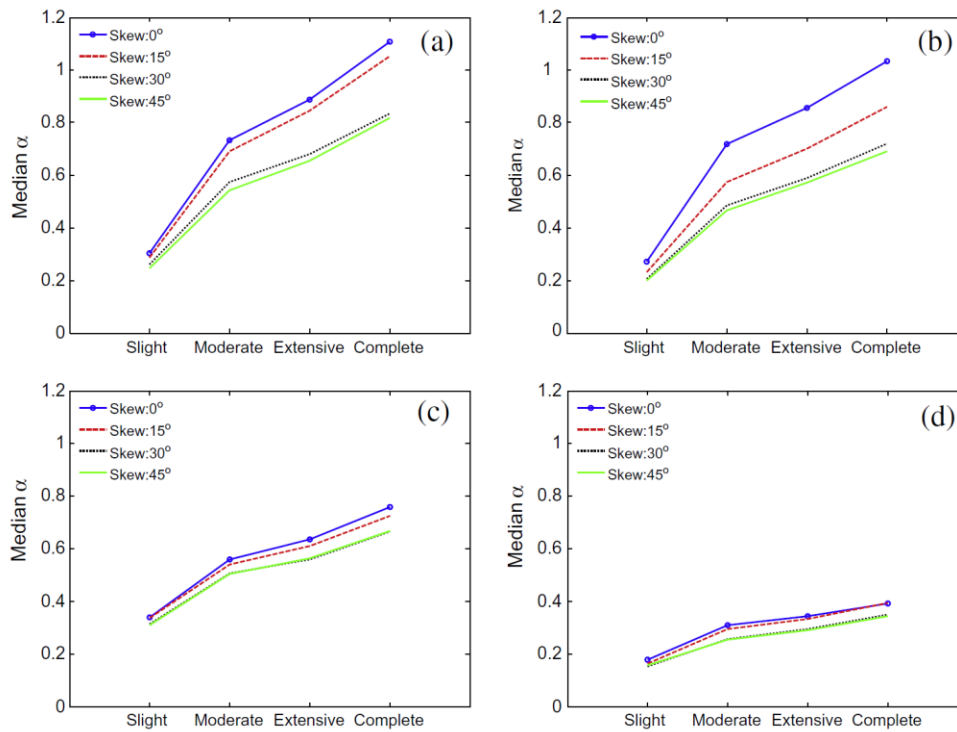 1.2
1
0.8
0.6
0.4
0.2
0
Median α
Skew:0°
Skew:15°
Skew:30°
Skew:45°
(a)
Slight Moderate Extensive Complete
1.2
1
0.8
0.6
0.4
0.2
0
Median α
Skew:0°
Skew:15°
Skew:30°
Skew:45°
(b)
Slight Moderate Extensive Complete
1.2
1
0.8
0.6
0.4
0.2
0
Median α
Skew:0°
Skew:15°
Skew:30°
Skew:45°
(c)
Slight Moderate Extensive Complete
1.2
1
0.8
0.6
0.4
0.2
0
Median α
Skew:0°
Skew:15°
Skew:30°
Skew:45°
(d)
Slight Moderate Extensive Complete